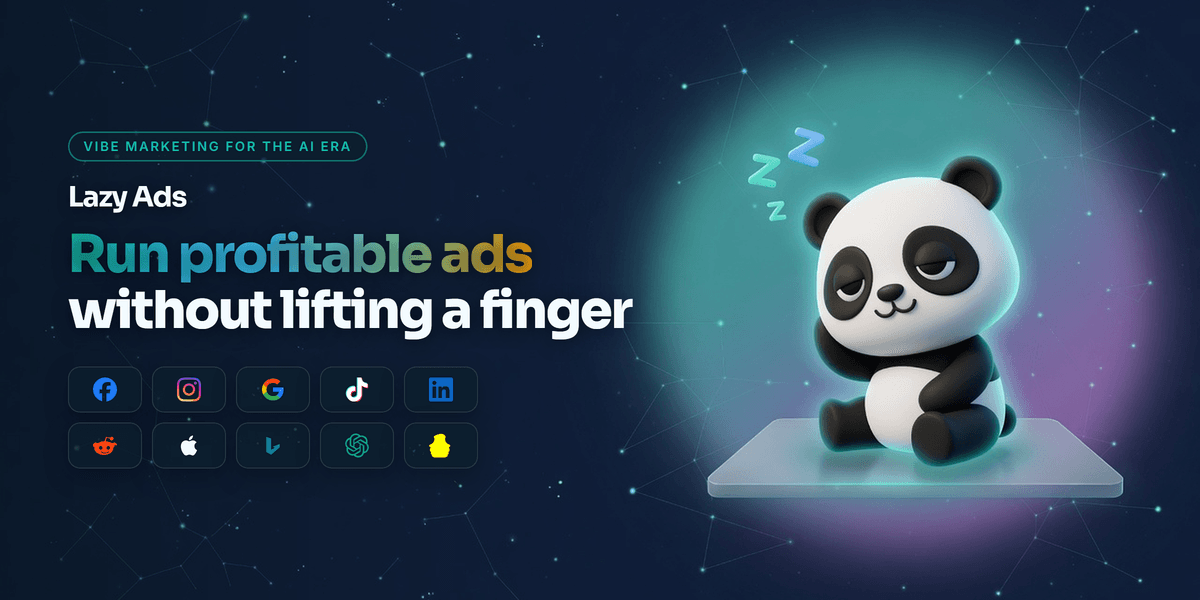 VIBE MARKETING FOR THE AI ERA
Lazy Ads
Run profitable ads
without lifting a finger
z
Z
z